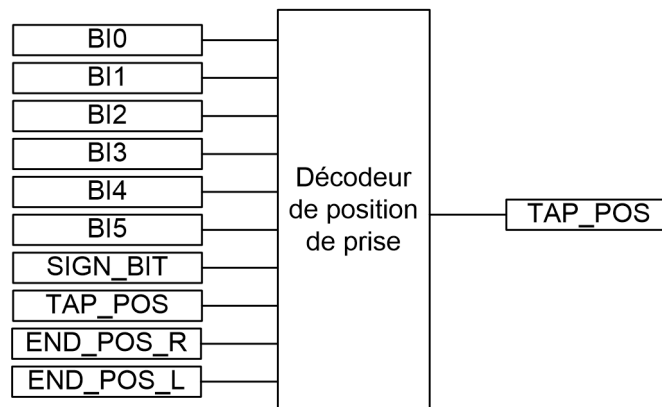 BI0
BI1
BI2
BI3
BI4
BI5
SIGN_BIT
TAP_POS
END_POS_R
END_POS_L
Décodeur
de position
de prise
TAP_POS